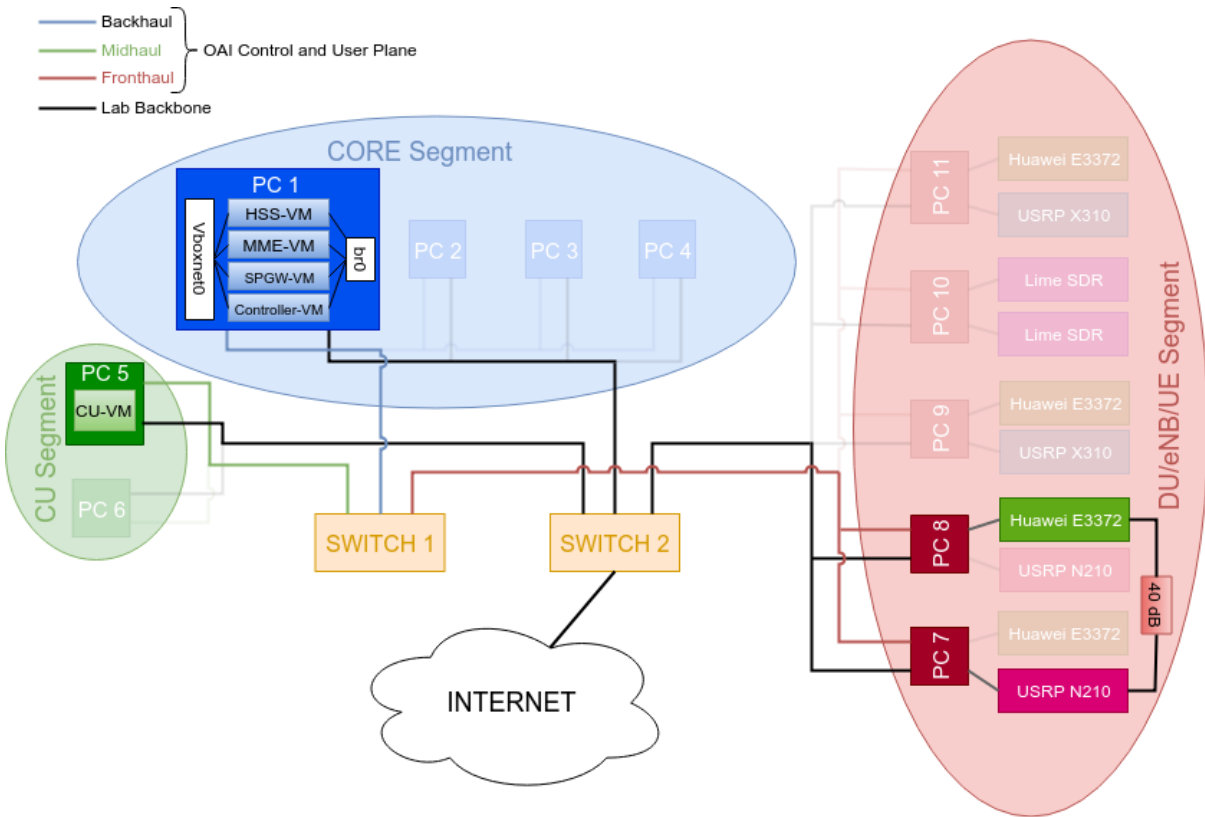 Backhaul
Midhaul
Fronthaul
OAI Control and User Plane
Lab Backbone
CORE Segment
PC 1
Vboxnet0
HSS-VM
MME-VM
SPGW-VM
Controller-VM
br0
PC 2
PC 3
PC 4
CU Segment
PC 5
CU-VM
PC 6
SWITCH 1
SWITCH 2
INTERNET
DU/eNB/UE Segment
PC 11
Huawei E3372
USRP X310
PC 10
Lime SDR
Lime SDR
PC 9
Huawei E3372
USRP X310
PC 8
Huawei E3372
USRP N210
40 dB
PC 7
Huawei E3372
USRP N210